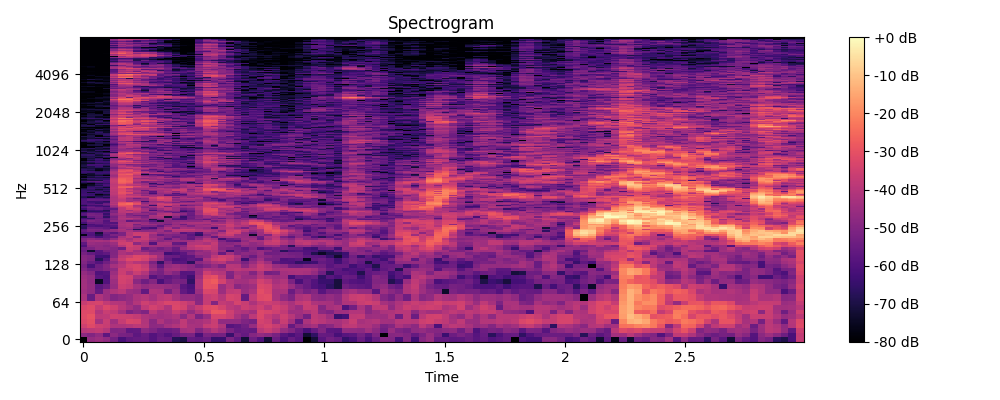 Spectrogram
Hz
4096
2048
1024
512
256
128
64
0
0
0.5
1
1.5
2
2.5
Time
+0 dB
-10 dB
-20 dB
-30 dB
-40 dB
-50 dB
-60 dB
-70 dB
-80 dB